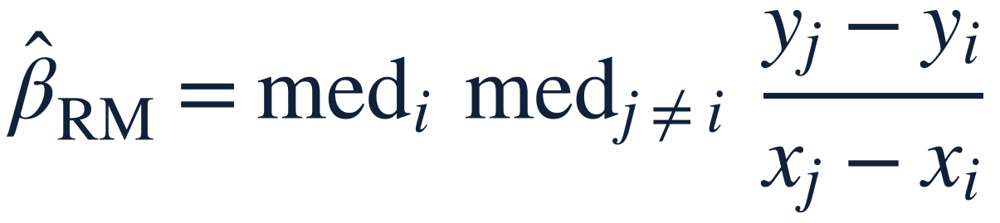 β̂_RM = med_i med_{j ≠ i} (y_j − y_i) / (x_j − x_i)